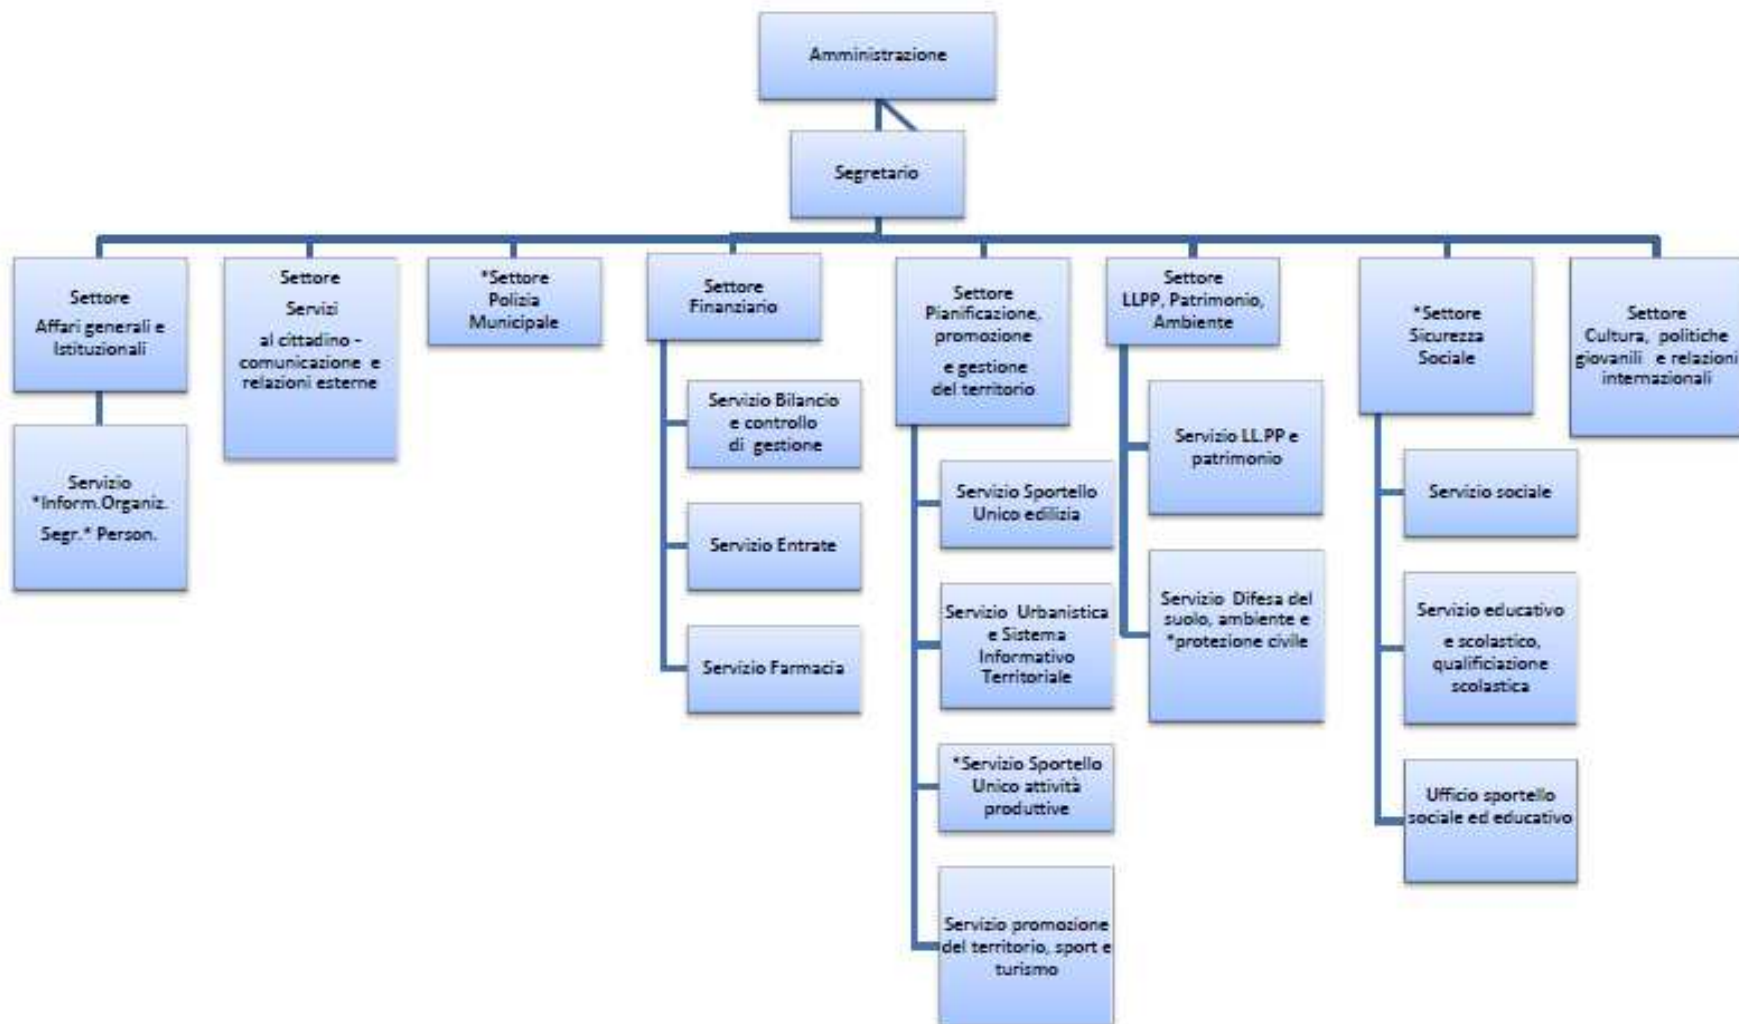 Amministrazione
Segretario
Settore
Affari generali e
Istituzionali
Servizio
*Inform.Organiz.
Segr.* Person.
Settore
Servizi
al cittadino -
comunicazione e
relazioni esterne
*Settore
Polizia
Municipale
Settore
Finanziario
Servizio Bilancio
e controllo
di gestione
Servizio Entrate
Servizio Farmacia
Settore
Pianificazione,
promozione
e gestione
del territorio
Servizio Sportello
Unico edilizia
Servizio Urbanistica
e Sistema
Informativo
Territoriale
*Servizio Sportello
Unico attività
produttive
Servizio promozione
del territorio, sport e
turismo
Settore
LLPP, Patrimonio,
Ambiente
Servizio LL.PP e
patrimonio
Servizio Difesa del
suolo, ambiente e
*protezione civile
*Settore
Sicurezza
Sociale
Servizio sociale
Servizio educativo
e scolastico,
qualificiazione
scolastica
Ufficio sportello
sociale ed educativo
Settore
Cultura, politiche
giovanili e relazioni
internazionali